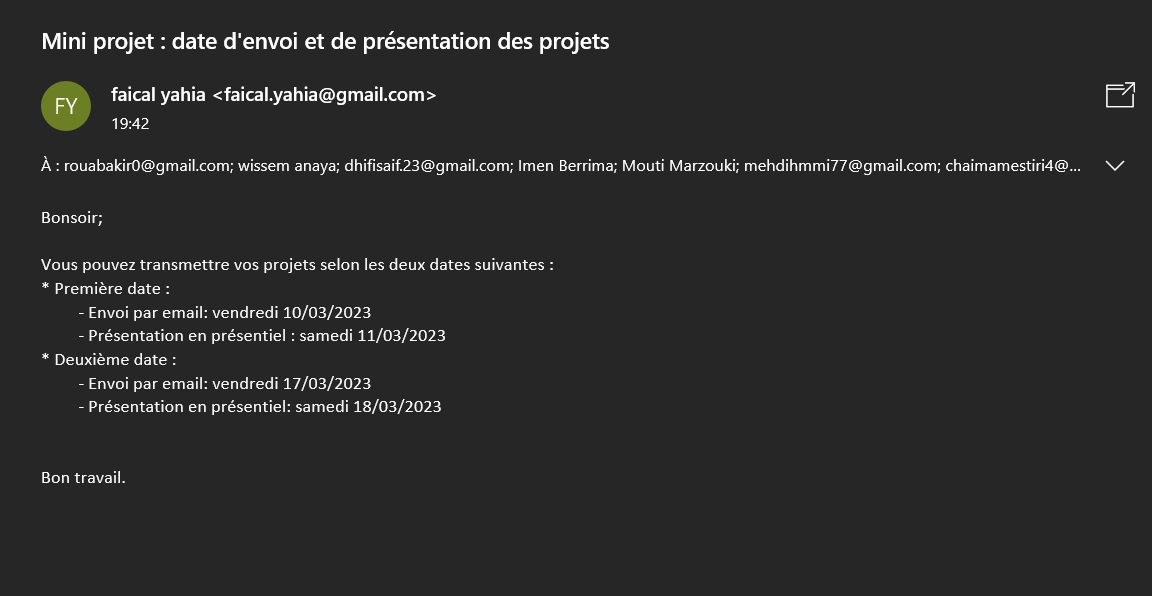 Mini projet : date d'envoi et de présentation des projets
FY
faical yahia <faical.yahia@gmail.com>
19:42
À : rouabakir0@gmail.com; wissem anaya; dhifisaif.23@gmail.com; Imen Berrima; Mouti Marzouki; mehdihmmi77@gmail.com; chaimamestiri4@...
Bonsoir;
Vous pouvez transmettre vos projets selon les deux dates suivantes :
* Première date :
- Envoi par email: vendredi 10/03/2023
- Présentation en présentiel : samedi 11/03/2023
* Deuxième date :
- Envoi par email: vendredi 17/03/2023
- Présentation en présentiel: samedi 18/03/2023
Bon travail.